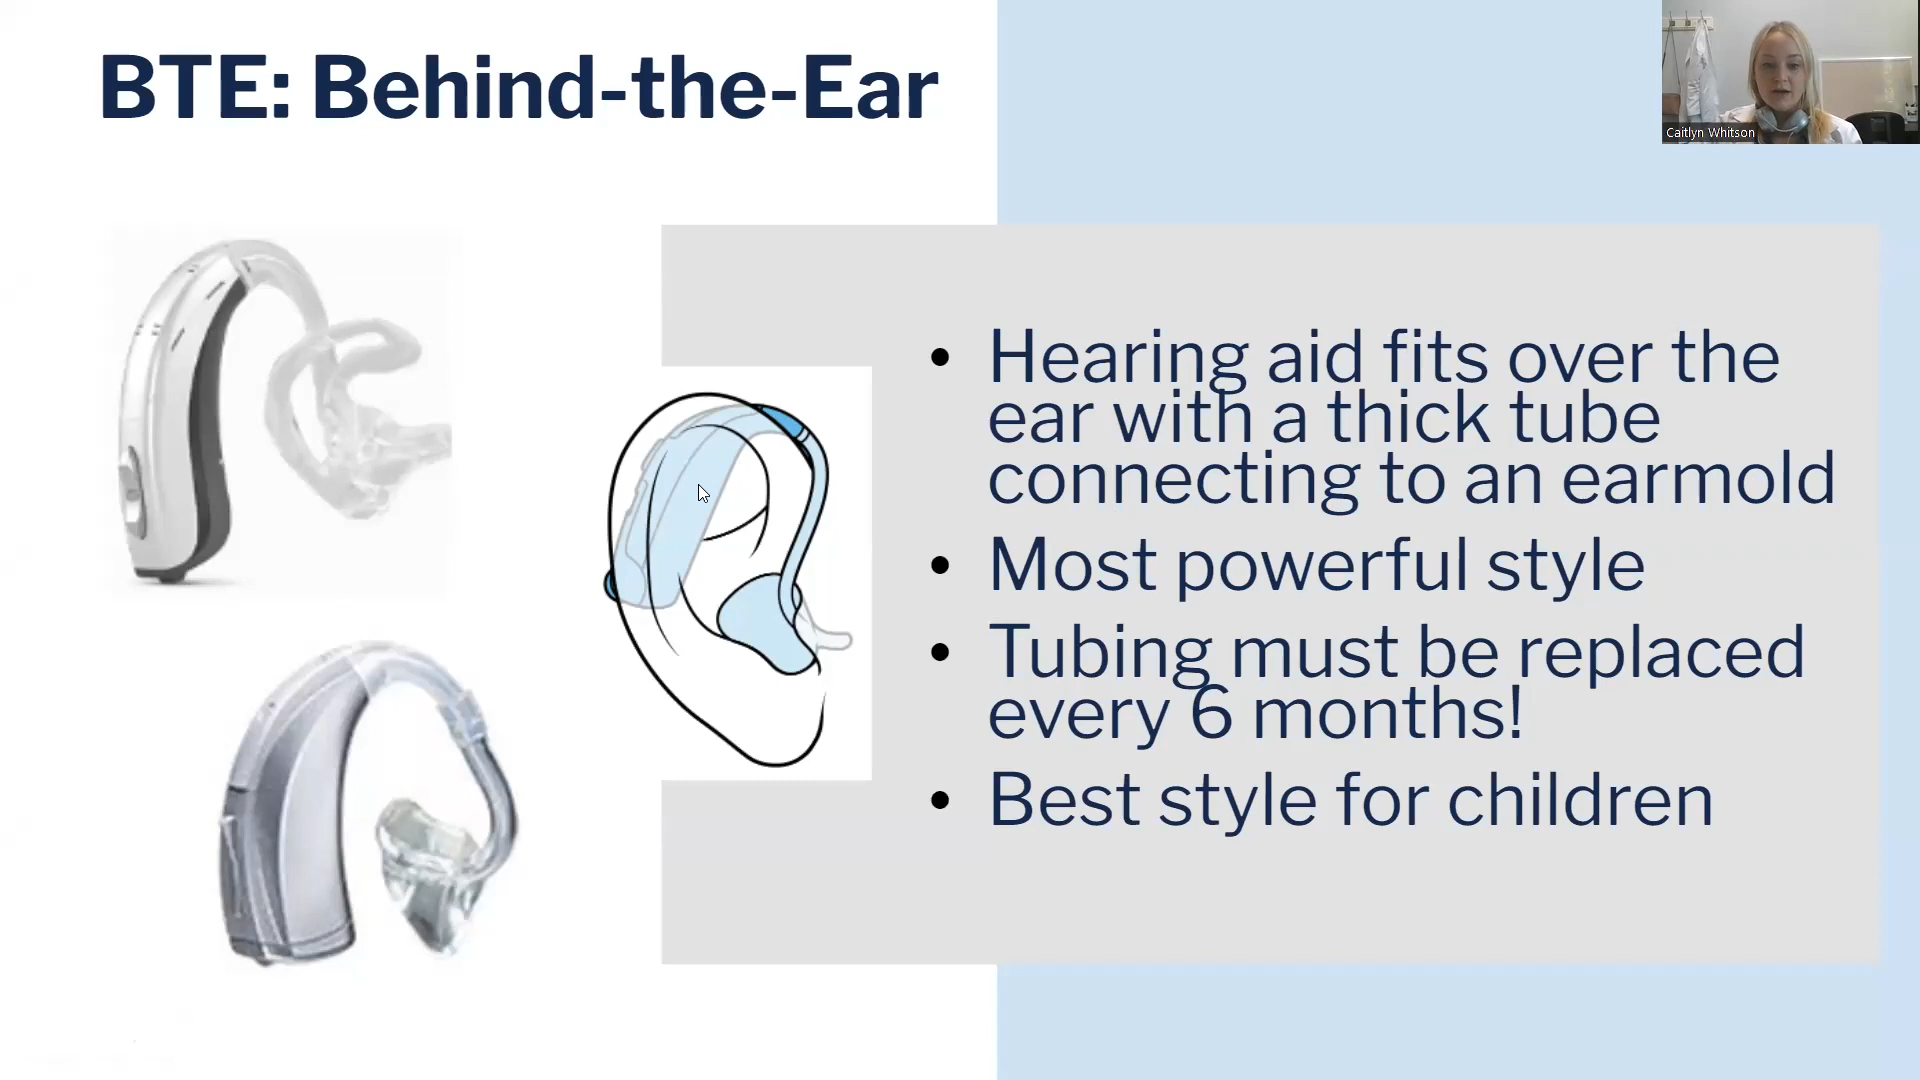 BTE: Behind-the-Ear
Caitlyn Whitson
• Hearing aid fits over the
ear with a thick tube
connecting to an earmold
• Most powerful style
• Tubing must be replaced
every 6 months!
• Best style for children